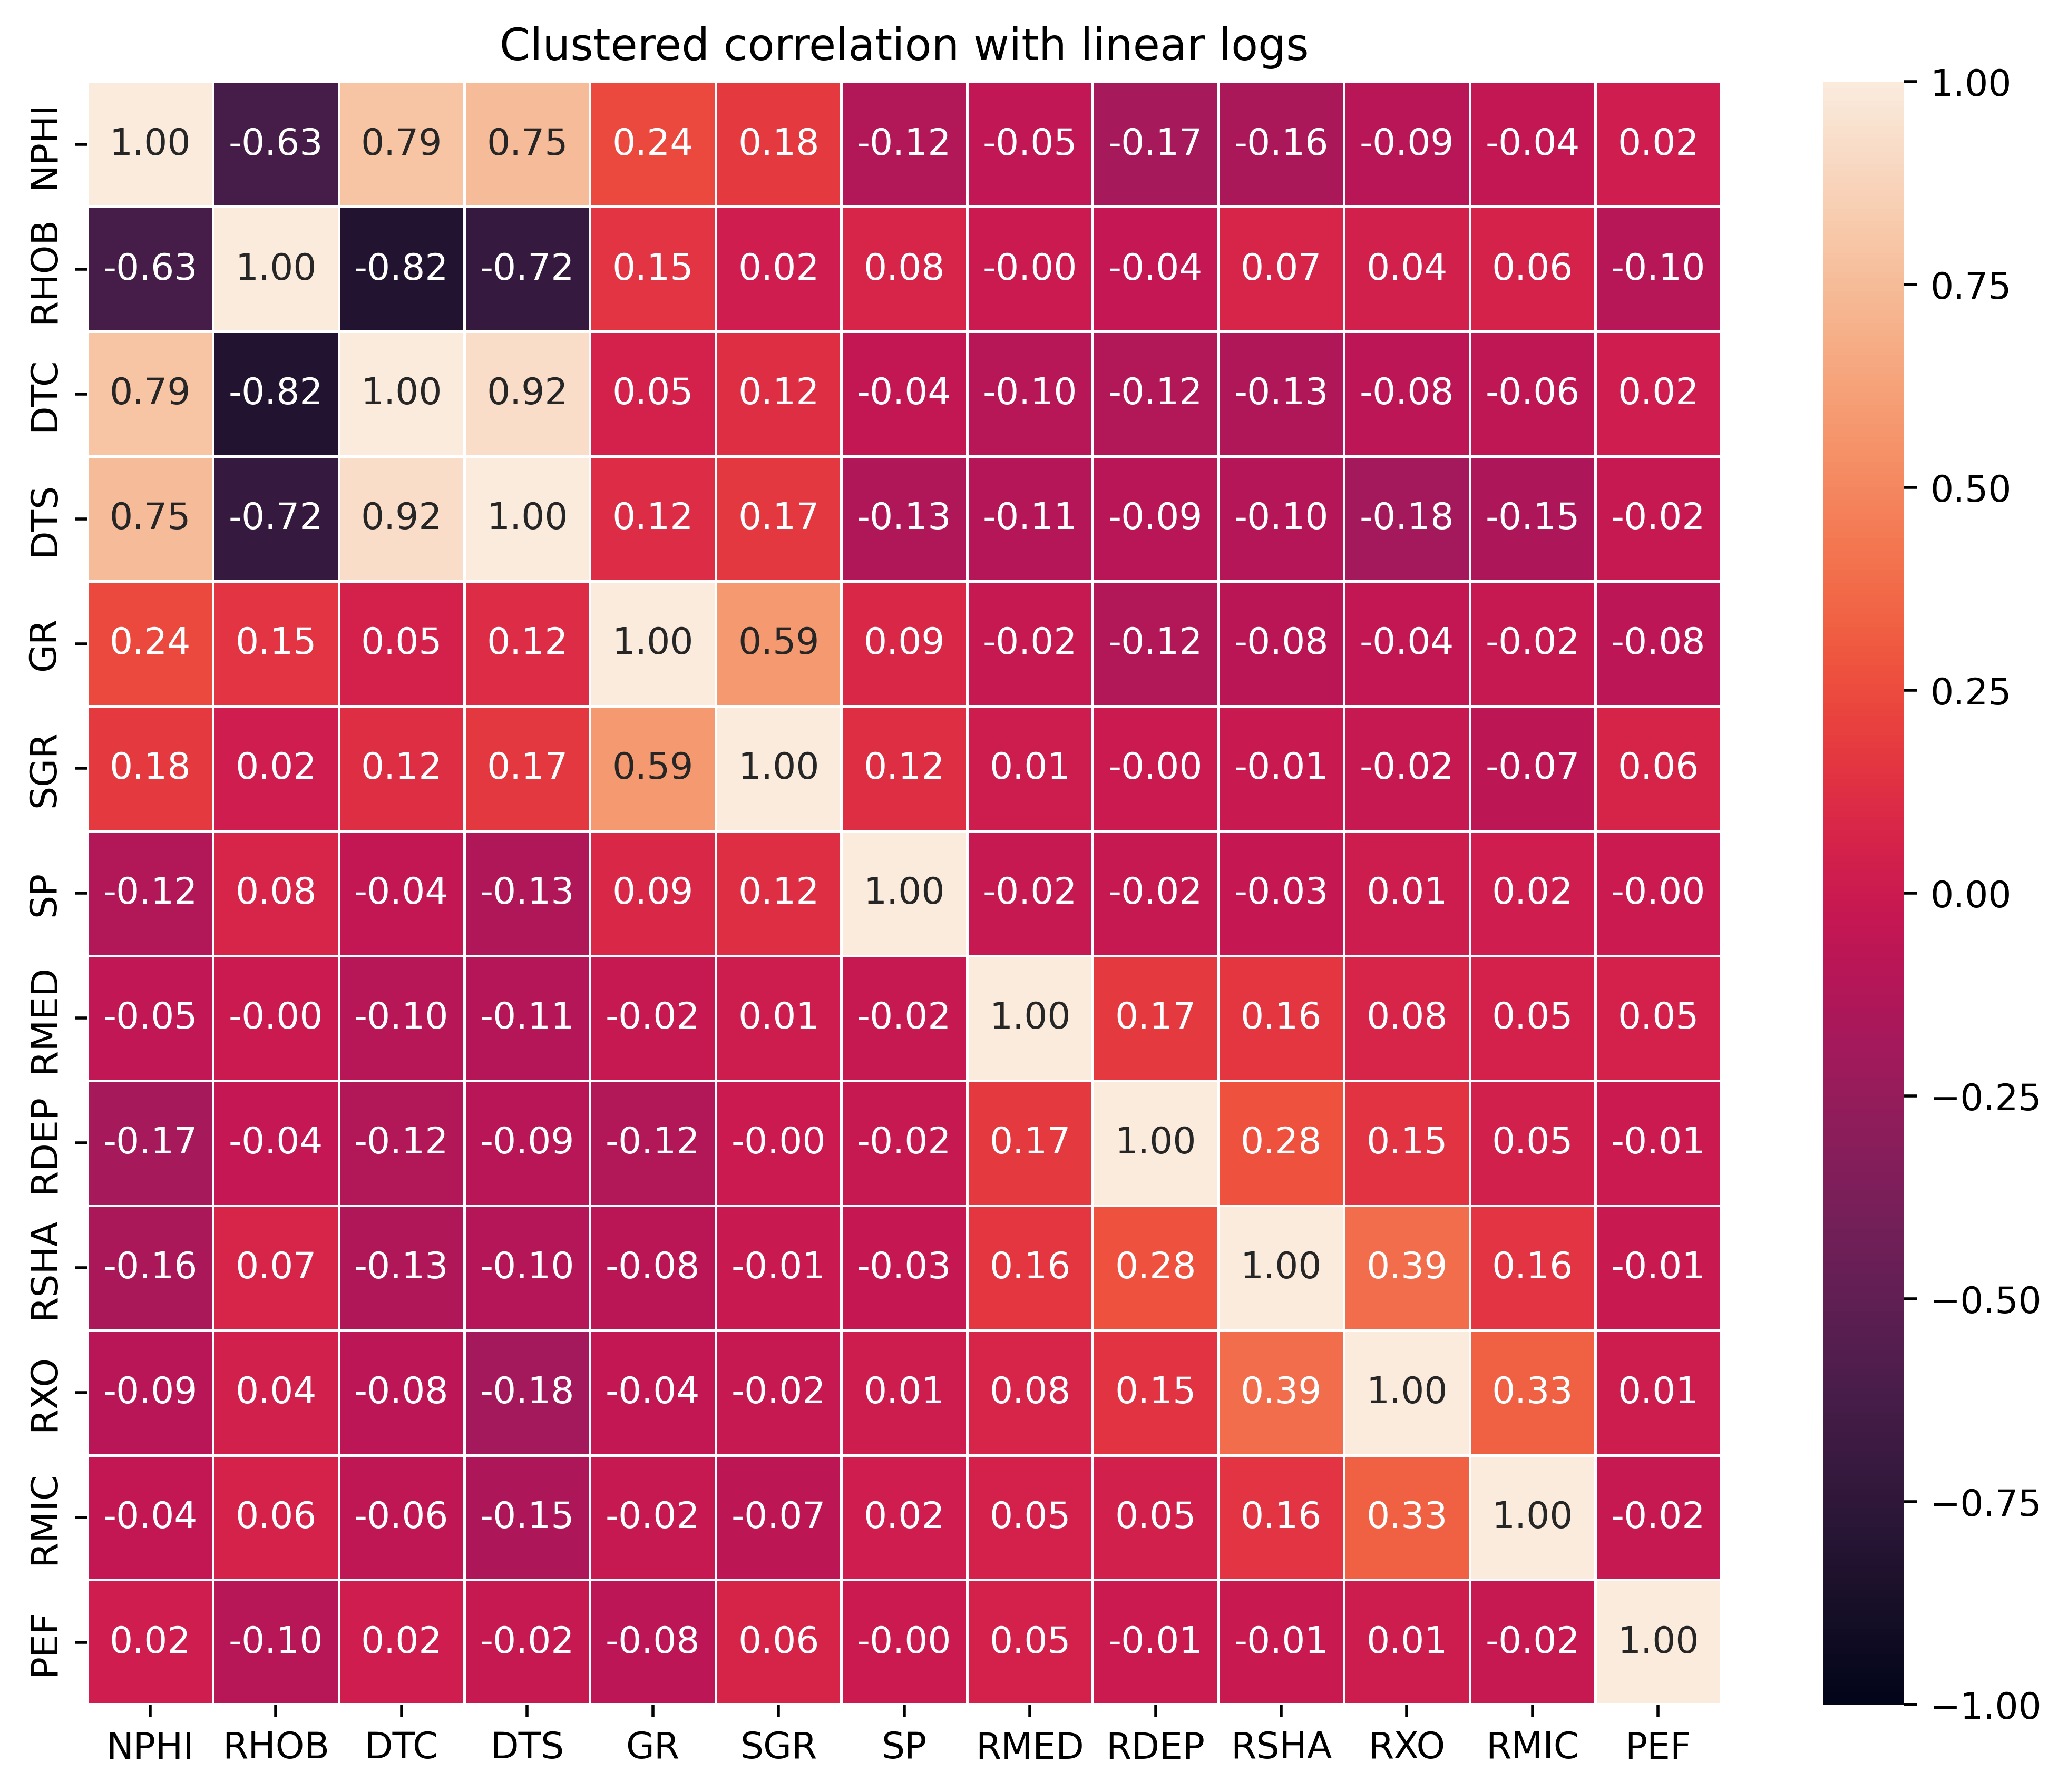 Clustered correlation with linear logs
NPHI 1.00 -0.63 0.79 0.75 0.24 0.18 -0.12 -0.05 -0.17 -0.16 -0.09 -0.04 0.02
RHOB -0.63 1.00 -0.82 -0.72 0.15 0.02 0.08 -0.00 -0.04 0.07 0.04 0.06 -0.10
DTC 0.79 -0.82 1.00 0.92 0.05 0.12 -0.04 -0.10 -0.12 -0.13 -0.08 -0.06 0.02
DTS 0.75 -0.72 0.92 1.00 0.12 0.17 -0.13 -0.11 -0.09 -0.10 -0.18 -0.15 -0.02
GR 0.24 0.15 0.05 0.12 1.00 0.59 0.09 -0.02 -0.12 -0.08 -0.04 -0.02 -0.08
SGR 0.18 0.02 0.12 0.17 0.59 1.00 0.12 0.01 -0.00 -0.01 -0.02 -0.07 0.06
SP -0.12 0.08 -0.04 -0.13 0.09 0.12 1.00 -0.02 -0.02 -0.03 0.01 0.02 -0.00
RMED -0.05 -0.00 -0.10 -0.11 -0.02 0.01 -0.02 1.00 0.17 0.16 0.08 0.05 0.05
RDEP -0.17 -0.04 -0.12 -0.09 -0.12 -0.00 -0.02 0.17 1.00 0.28 0.15 0.05 -0.01
RSHA -0.16 0.07 -0.13 -0.10 -0.08 -0.01 -0.03 0.16 0.28 1.00 0.39 0.16 -0.01
RXO -0.09 0.04 -0.08 -0.18 -0.04 -0.02 0.01 0.08 0.15 0.39 1.00 0.33 0.01
RMIC -0.04 0.06 -0.06 -0.15 -0.02 -0.07 0.02 0.05 0.05 0.16 0.33 1.00 -0.02
PEF 0.02 -0.10 0.02 -0.02 -0.08 0.06 -0.00 0.05 -0.01 -0.01 0.01 -0.02 1.00
NPHI RHOB DTC DTS GR SGR SP RMED RDEP RSHA RXO RMIC PEF
1.00
0.75
0.50
0.25
0.00
−0.25
−0.50
−0.75
−1.00